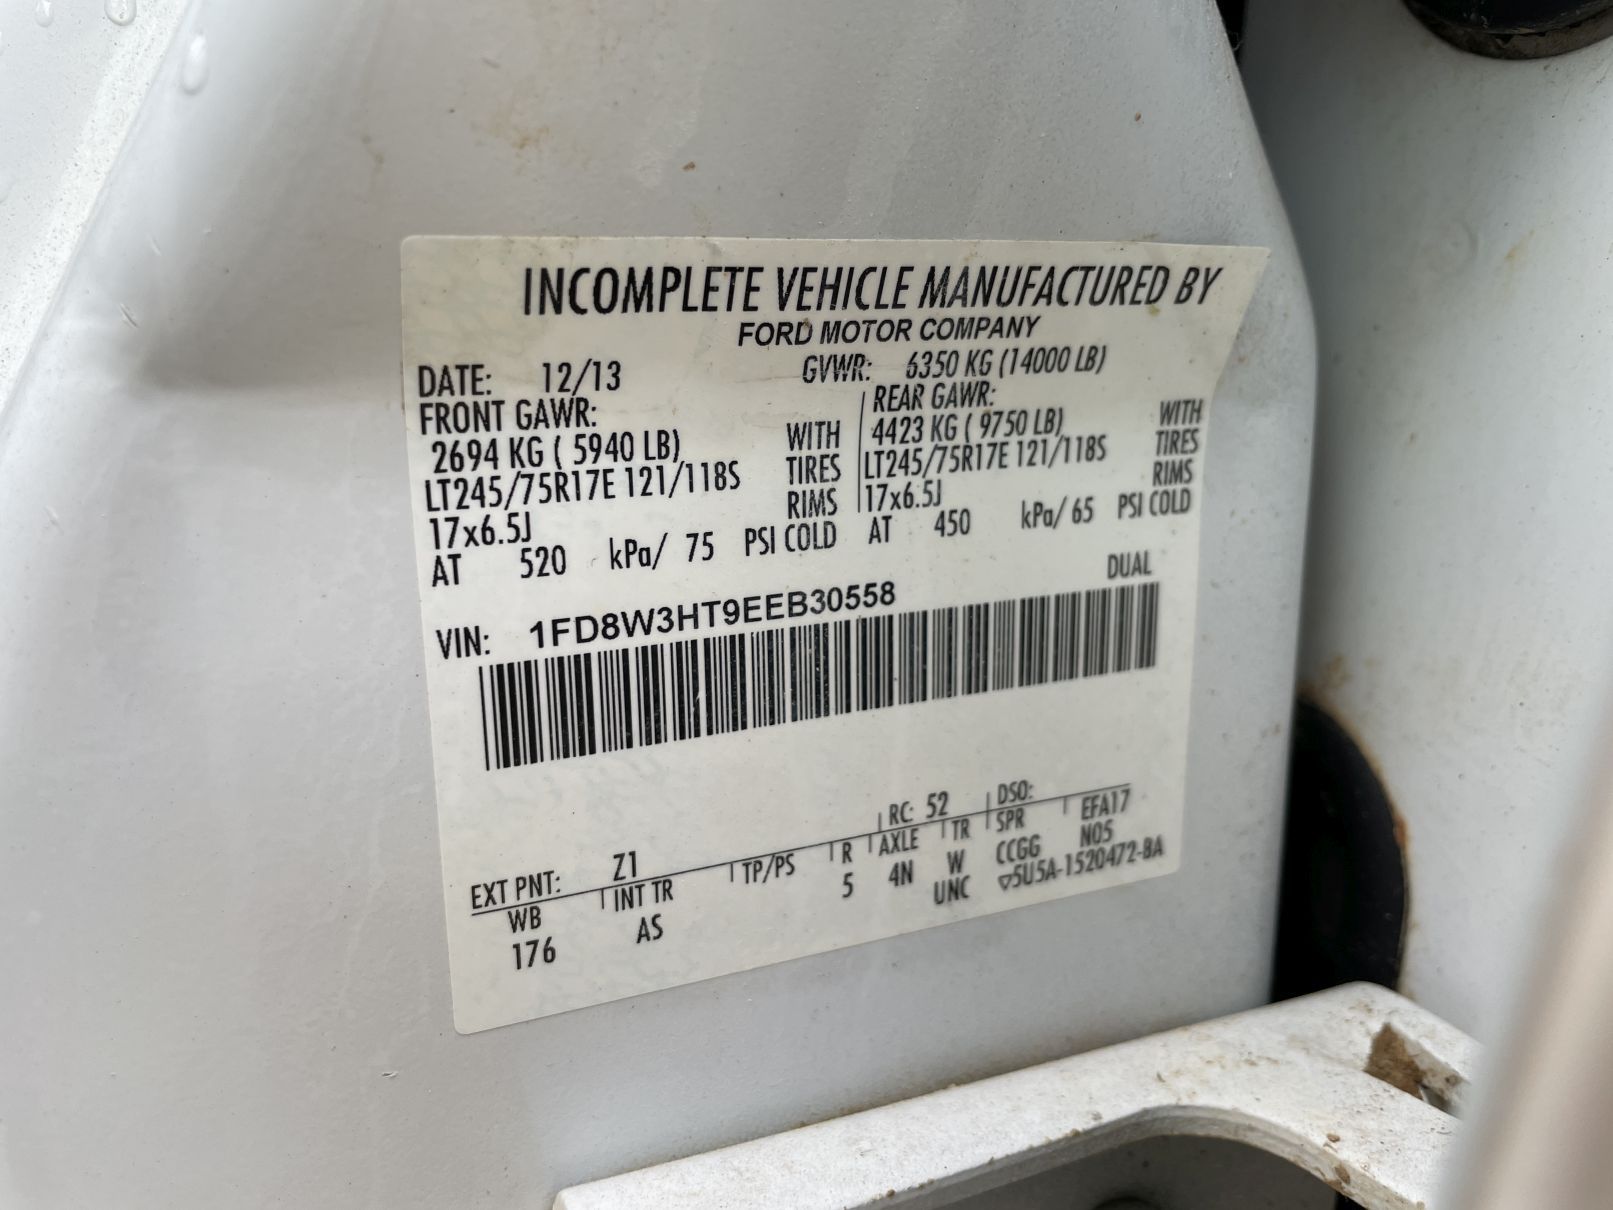 INCOMPLETE VEHICLE MANUFACTURED BY
FORD MOTOR COMPANY
DATE: 12/13 GVWR: 6350 KG (14000 LB)
FRONT GAWR: REAR GAWR:
2694 KG ( 5940 LB) WITH 4423 KG ( 9750 LB) WITH
LT245/75R17E 121/118S TIRES LT245/75R17E 121/118S TIRES
17x6.5J RIMS 17x6.5J RIMS
AT 520 kPa/ 75 PSI COLD AT 450 kPa/ 65 PSI COLD
DUAL
VIN: 1FD8W3HT9EEB30558
EXT PNT: Z1 RC: 52 DSO:
WB INT TR TP/PS R AXLE TR SPR EFA17
176 AS 5 4N W CCGG N05
UNC ▽5U5A-1520472-BA